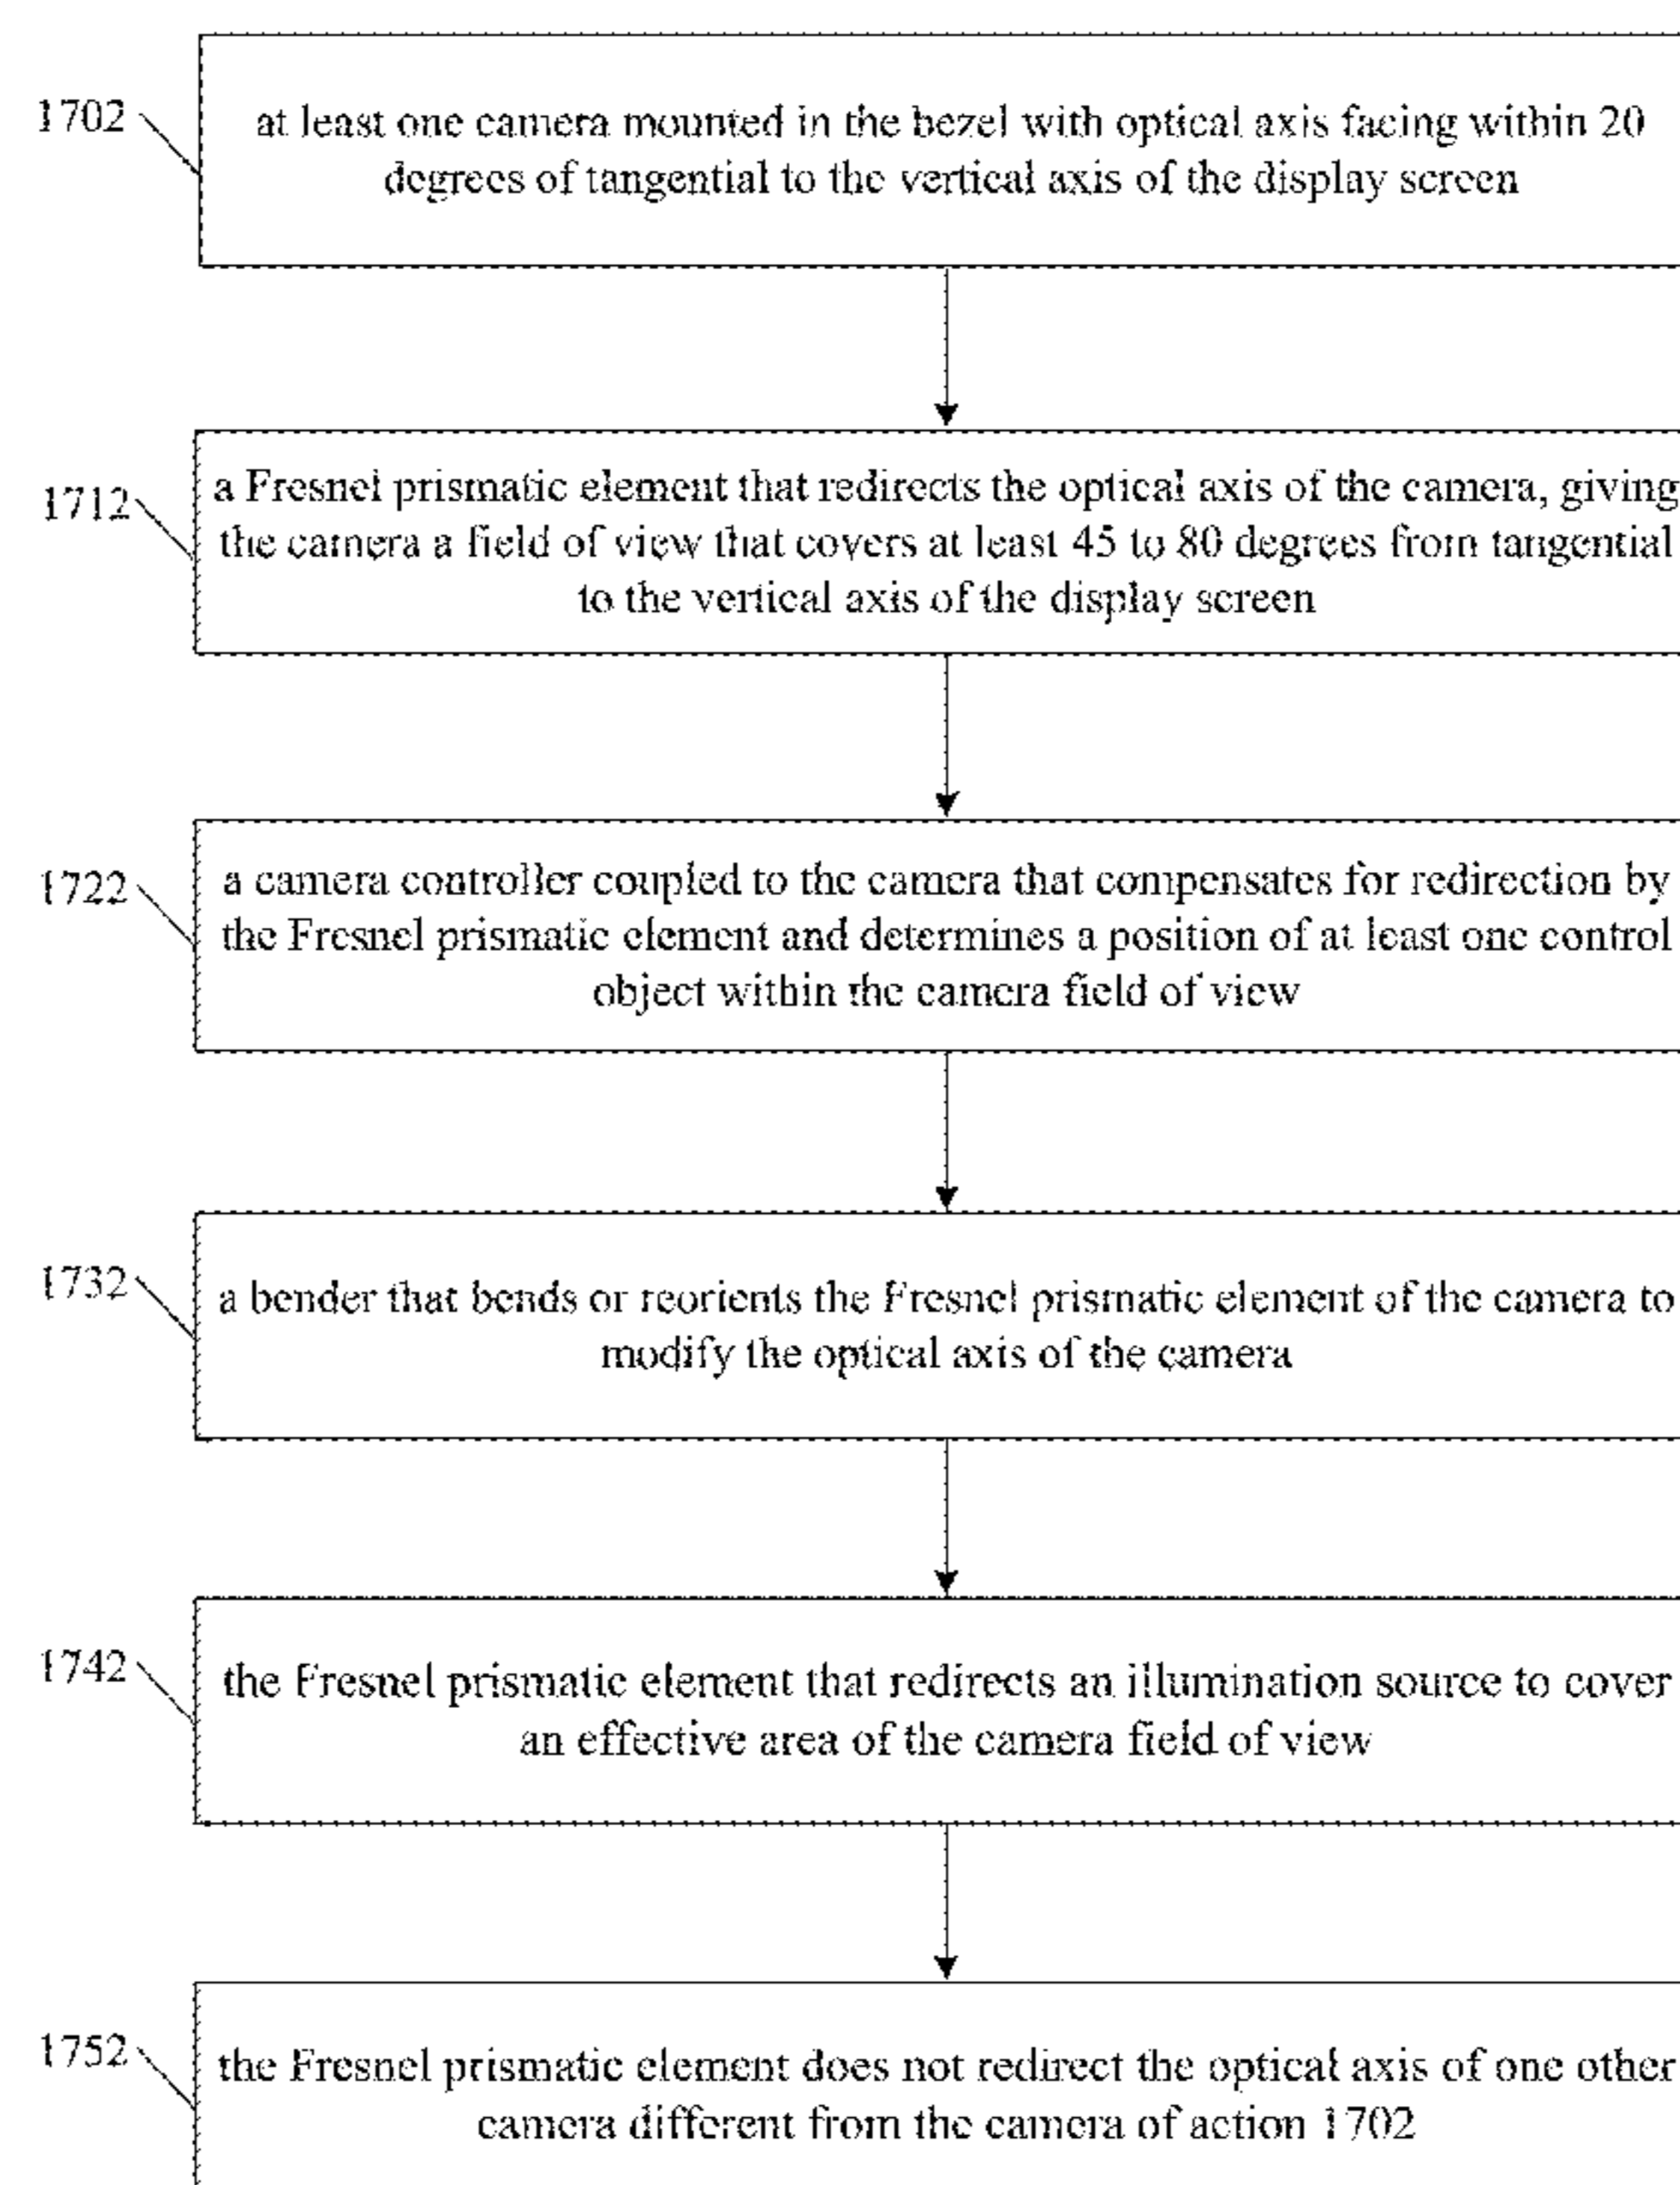 1702
at least one camera mounted in the bezel with optical axis facing within 20
degrees of tangential to the vertical axis of the display screen
1712
a Fresnel prismatic element that redirects the optical axis of the camera, giving
the camera a field of view that covers at least 45 to 80 degrees from tangential
to the vertical axis of the display screen
1722
a camera controller coupled to the camera that compensates for redirection by
the Fresnel prismatic element and determines a position of at least one control
object within the camera field of view
1732
a bender that bends or reorients the Fresnel prismatic element of the camera to
modify the optical axis of the camera
1742
the Fresnel prismatic element that redirects an illumination source to cover
an effective area of the camera field of view
1752
the Fresnel prismatic element does not redirect the optical axis of one other
camera different from the camera of action 1702